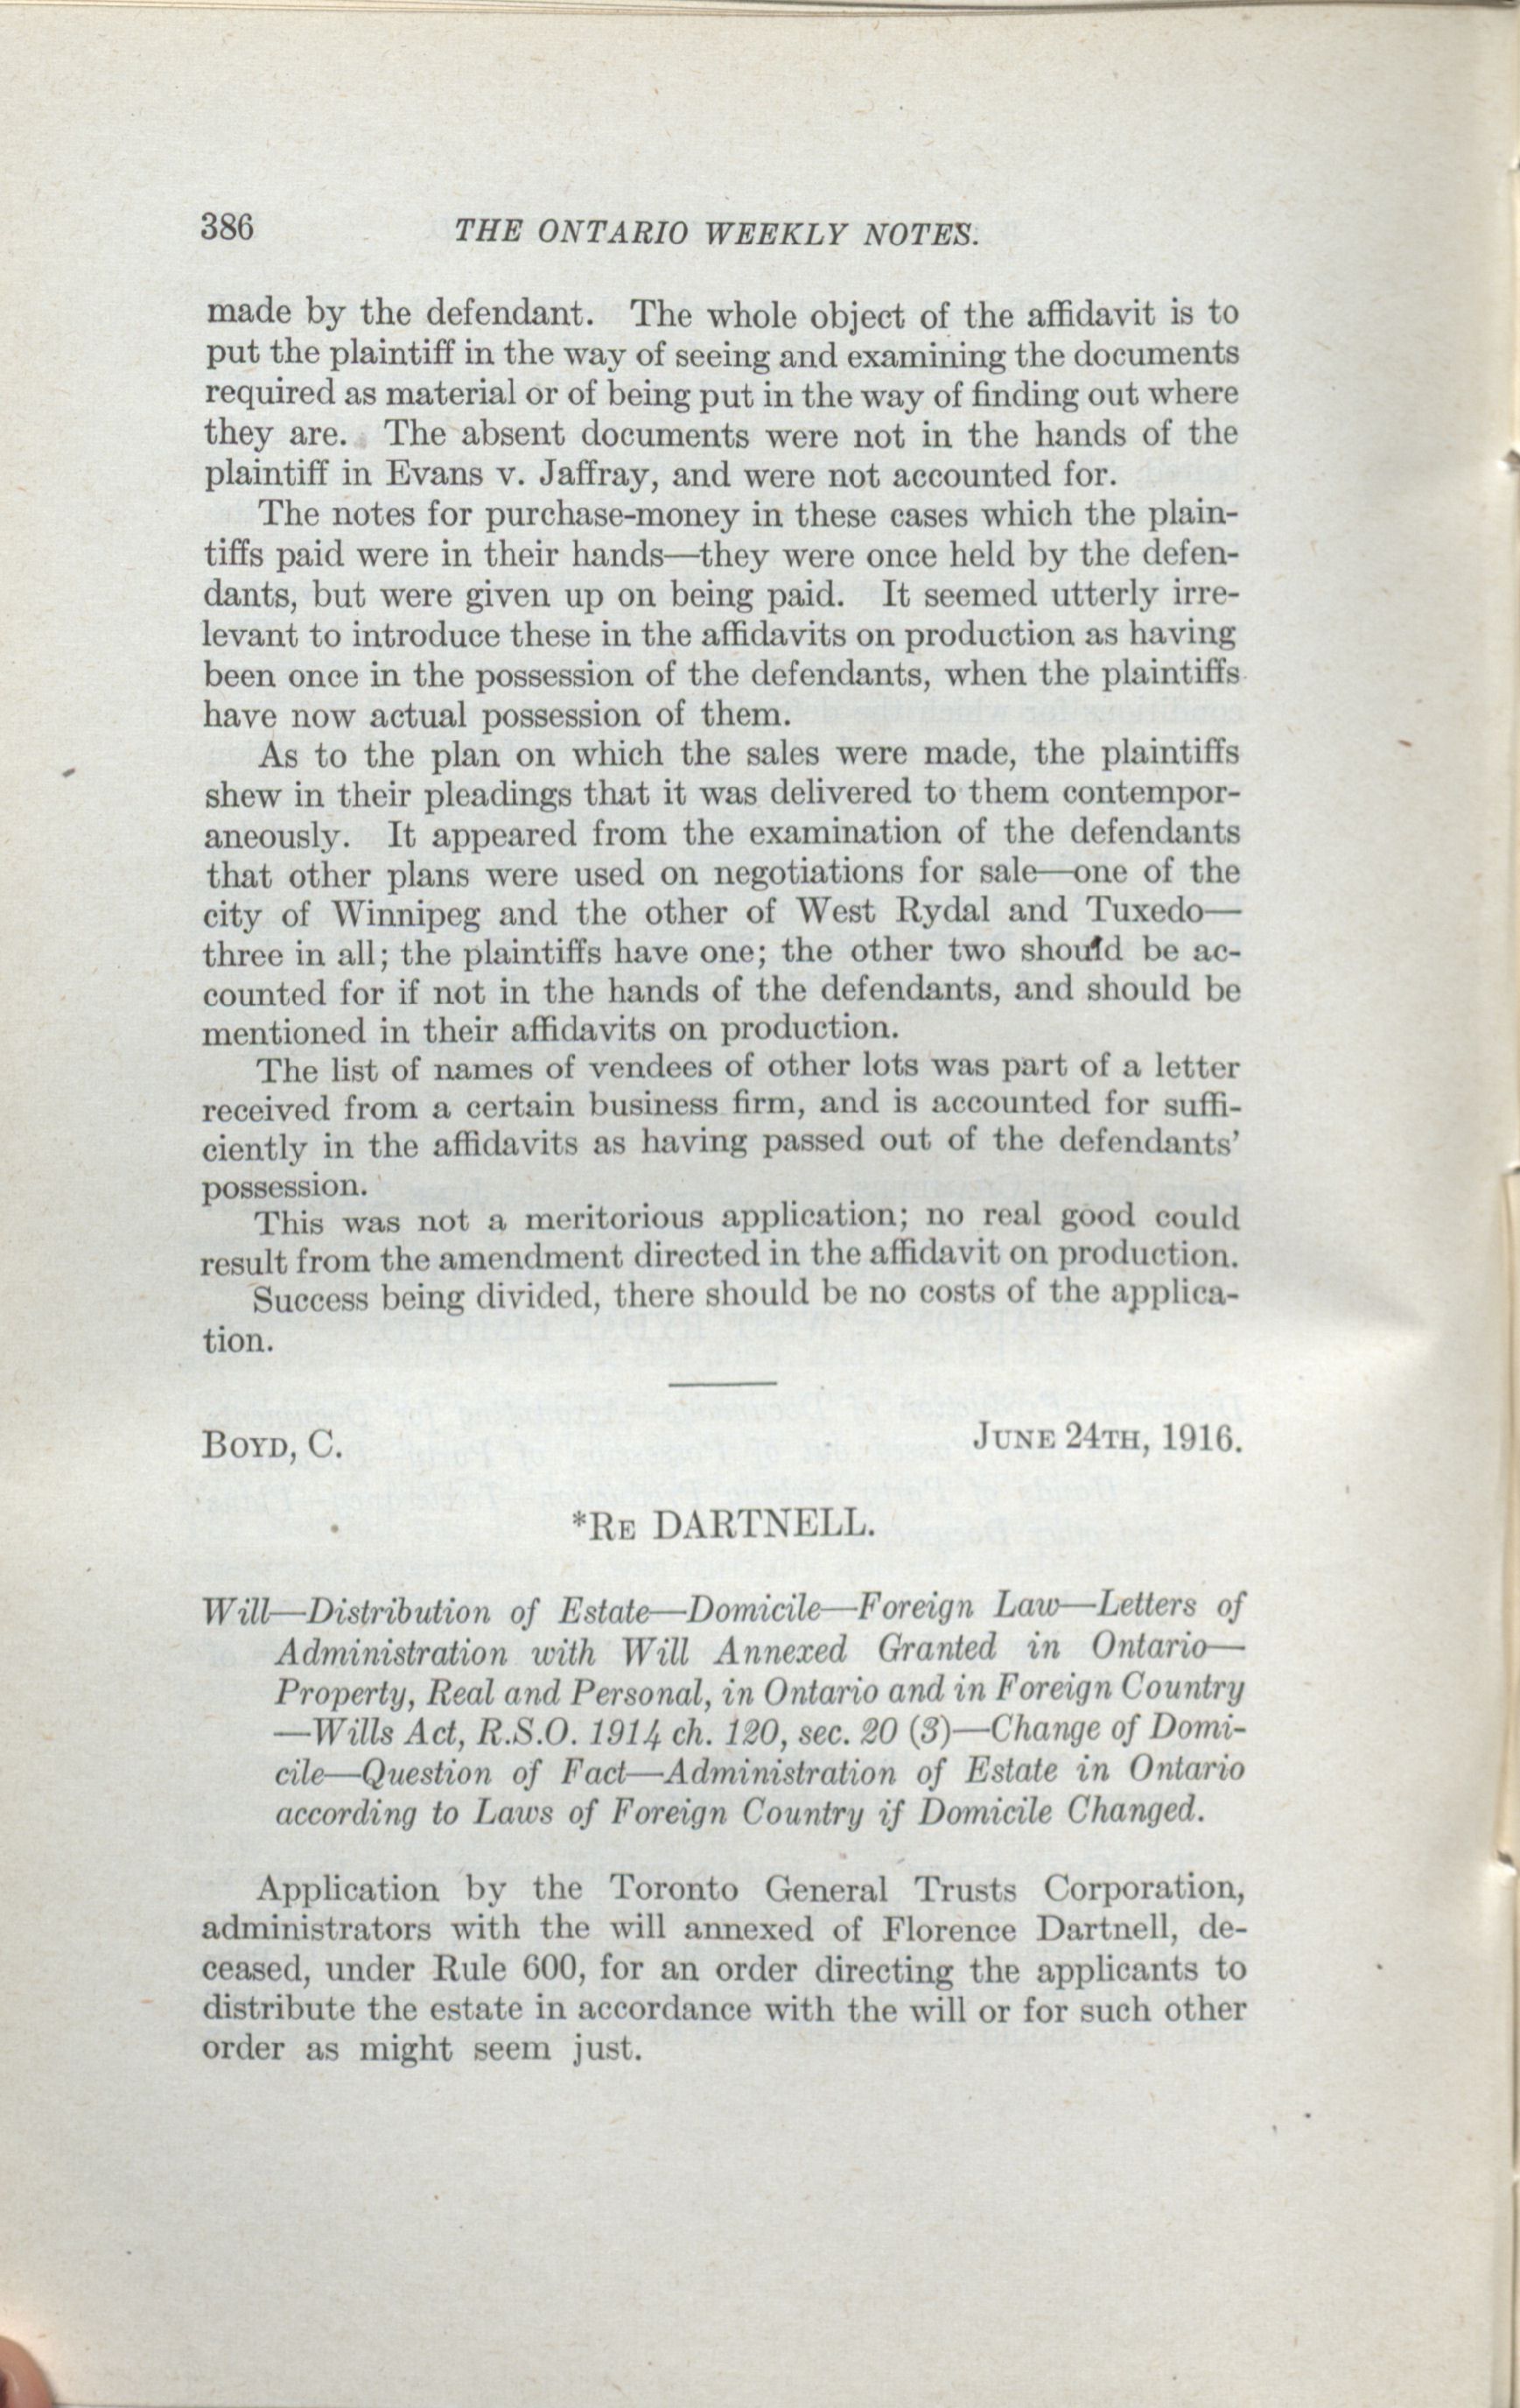 386 THE ONTARIO WEEKLY NOTES.
made by the defendant. The whole object of the affidavit is to
put the plaintiff in the way of seeing and examining the documents
required as material or of being put in the way of finding out where
they are. The absent documents were not in the hands of the
plaintiff in Evans v. Jaffray, and were not accounted for.
The notes for purchase-money in these cases which the plain-
tiffs paid were in their hands—they were once held by the defen-
dants, but were given up on being paid. It seemed utterly irre-
levant to introduce these in the affidavits on production as having
been once in the possession of the defendants, when the plaintiffs
have now actual possession of them.
As to the plan on which the sales were made, the plaintiffs
shew in their pleadings that it was delivered to them contempor-
aneously. It appeared from the examination of the defendants
that other plans were used on negotiations for sale—one of the
city of Winnipeg and the other of West Rydal and Tuxedo—
three in all; the plaintiffs have one; the other two should be ac-
counted for if not in the hands of the defendants, and should be
mentioned in their affidavits on production.
The list of names of vendees of other lots was part of a letter
received from a certain business firm, and is accounted for suffi-
ciently in the affidavits as having passed out of the defendants'
possession.
This was not a meritorious application; no real good could
result from the amendment directed in the affidavit on production.
Success being divided, there should be no costs of the applica-
tion.
BOYD, C. JUNE 24TH, 1916.
*RE DARTNELL.
Will—Distribution of Estate—Domicile—Foreign Law—Letters of
Administration with Will Annexed Granted in Ontario—
Property, Real and Personal, in Ontario and in Foreign Country
—Wills Act, R.S.O. 1914 ch. 120, sec. 20 (3)—Change of Domi-
cile—Question of Fact—Administration of Estate in Ontario
according to Laws of Foreign Country if Domicile Changed.
Application by the Toronto General Trusts Corporation,
administrators with the will annexed of Florence Dartnell, de-
ceased, under Rule 600, for an order directing the applicants to
distribute the estate in accordance with the will or for such other
order as might seem just.